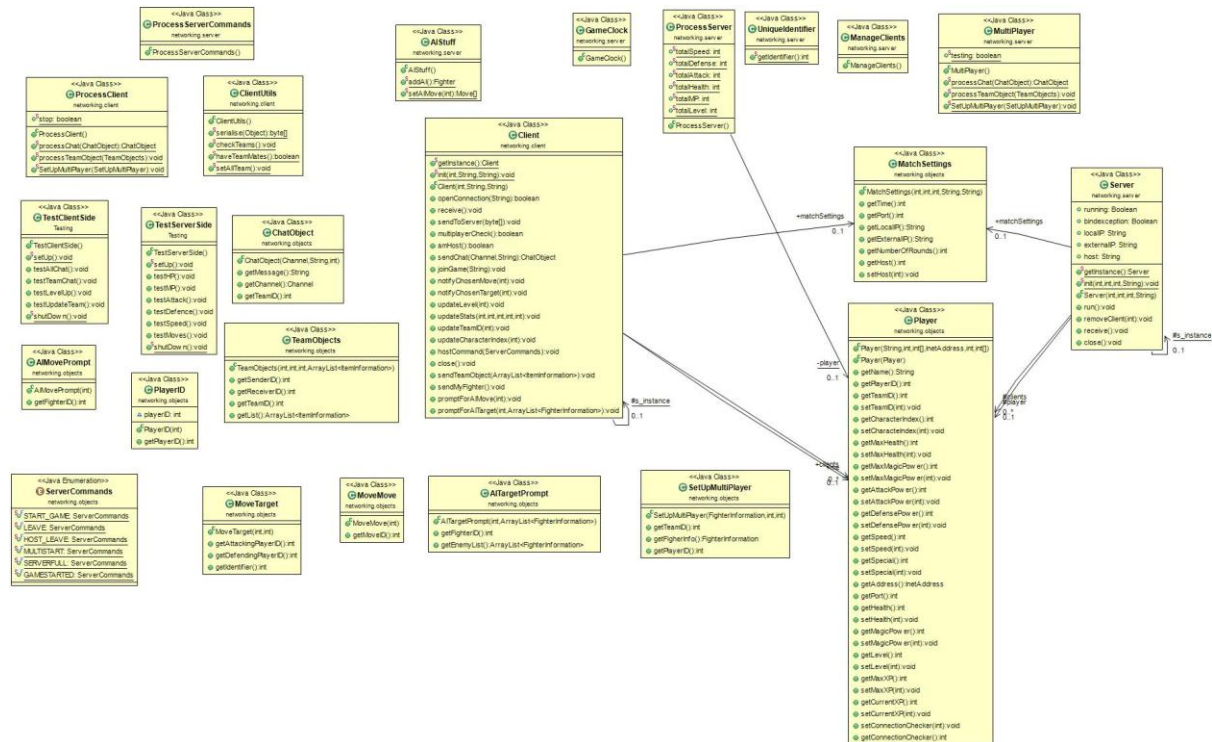 <<Java Class>>
ProcessServerCommands
networking.server
ProcessServerCommands()
<<Java Class>>
AIStuff
networking.server
AIStuff()
addAI():Fighter
setAIMove(int):Move[]
<<Java Class>>
GameClock
networking.server
GameClock()
<<Java Class>>
ProcessServer
networking.server
totalSpeed: int
totalDefense: int
totalAttack: int
totalHealth: int
totalMP: int
totalLevel: int
ProcessServer()
<<Java Class>>
UniqueIdentifier
networking.server
getIdentifier():int
<<Java Class>>
ManageClients
networking.server
ManageClients()
<<Java Class>>
MultiPlayer
networking.server
testing: boolean
MultiPlayer()
processChat(ChatObject):ChatObject
processTeamObject(TeamObjects):void
SetUpMultiPlayer(SetUpMultiPlayer):void
<<Java Class>>
ProcessClient
networking.client
stop: boolean
ProcessClient()
processChat(ChatObject):ChatObject
processTeamObject(TeamObjects):void
SetUpMultiPlayer(SetUpMultiPlayer):void
<<Java Class>>
ClientUtils
networking.client
ClientUtils()
serialise(Object):byte[]
checkTeams():void
haveTeamMates():boolean
setAllTeam():void
<<Java Class>>
Client
networking.client
getInstance():Client
init(int,String,String):void
Client(int,String,String)
openConnection(String):boolean
receive():void
sendToServer(byte[]):void
multiplayerCheck():boolean
amHost():boolean
sendChat(Channel,String):ChatObject
joinGame(String):void
notifyChosenMove(int):void
notifyChosenTarget(int):void
updateLevel(int):void
updateStats(int,int,int,int,int):void
updateTeamID(int):void
updateCharacterIndex(int):void
hostCommand(ServerCommands):void
close():void
sendTeamObject(ArrayList<ItemInformation>):void
sendMyFighter():void
promptForAIMove(int):void
promptForAITarget(int,ArrayList<FighterInformation>):void
#s_instance
0..1
<<Java Class>>
MatchSettings
networking.objects
MatchSettings(int,int,int,String,String)
getTime():int
getPort():int
getLocalIP():String
getExternalIP():String
getNumberOfRounds():int
getHost():int
setHost(int):void
+matchSettings
0..1
+matchSettings
0..1
<<Java Class>>
Server
networking.server
running: Boolean
bindexception: Boolean
localIP: String
externalIP: String
host: String
getInstance():Server
init(int,int,int,String):void
Server(int,int,int,String)
run():void
removeClient(int):void
receive():void
close():void
#s_instance
0..1
<<Java Class>>
TestClientSide
Testing
TestClientSide()
setUp():void
testAllChat():void
testTeamChat():void
testLevelUp():void
testUpdateTeam():void
shutDown():void
<<Java Class>>
TestServerSide
Testing
TestServerSide()
setUp():void
testHP():void
testMP():void
testAttack():void
testDefence():void
testSpeed():void
testMoves():void
shutDown():void
<<Java Class>>
ChatObject
networking.objects
ChatObject(Channel,String,int)
getMessage():String
getChannel():Channel
getTeamID():int
<<Java Class>>
TeamObjects
networking.objects
TeamObjects(int,int,int,ArrayList<ItemInformation>)
getSenderID():int
getReceiverID():int
getTeamID():int
getList():ArrayList<ItemInformation>
<<Java Class>>
AIMovePrompt
networking.objects
AIMovePrompt(int)
getFighterID():int
<<Java Class>>
PlayerID
networking.objects
playerID: int
PlayerID(int)
getPlayerID():int
<<Java Enumeration>>
ServerCommands
networking.objects
START_GAME: ServerCommands
LEAVE: ServerCommands
HOST_LEAVE: ServerCommands
MULTISTART: ServerCommands
SERVERFULL: ServerCommands
GAMESTARTED: ServerCommands
<<Java Class>>
MoveTarget
networking.objects
MoveTarget(int,int)
getAttackingPlayerID():int
getDefendingPlayerID():int
getIdentifier():int
<<Java Class>>
MoveMove
networking.objects
MoveMove(int)
getMoveID():int
<<Java Class>>
AITargetPrompt
networking.objects
AITargetPrompt(int,ArrayList<FighterInformation>)
getFighterID():int
getEnemyList():ArrayList<FighterInformation>
<<Java Class>>
SetUpMultiPlayer
networking.objects
SetUpMultiPlayer(FighterInformation,int,int)
getTeamID():int
getFigherInfo():FighterInformation
getPlayerID():int
-player
0..1
#player
0..1
0..1
<<Java Class>>
Player
networking.objects
Player(String,int,int[],InetAddress,int,int[])
Player(Player)
getName():String
getPlayerID():int
getTeamID():int
setTeamID(int):void
getCharacterIndex():int
setCharacteIndex(int):void
getMaxHealth():int
setMaxHealth(int):void
getMaxMagicPower():int
setMaxMagicPower(int):void
getAttackPower():int
setAttackPower(int):void
getDefensePower():int
setDefensePower(int):void
getSpeed():int
setSpeed(int):void
getSpecial():int
setSpecial(int):void
getAddress():InetAddress
getPort():int
getHealth():int
setHealth(int):void
getMagicPower():int
setMagicPower(int):void
getLevel():int
setLevel(int):void
getMaxXP():int
setMaxXP(int):void
getCurrentXP():int
setCurrentXP(int):void
setConnectionChecker(int):void
getConnectionChecker():int